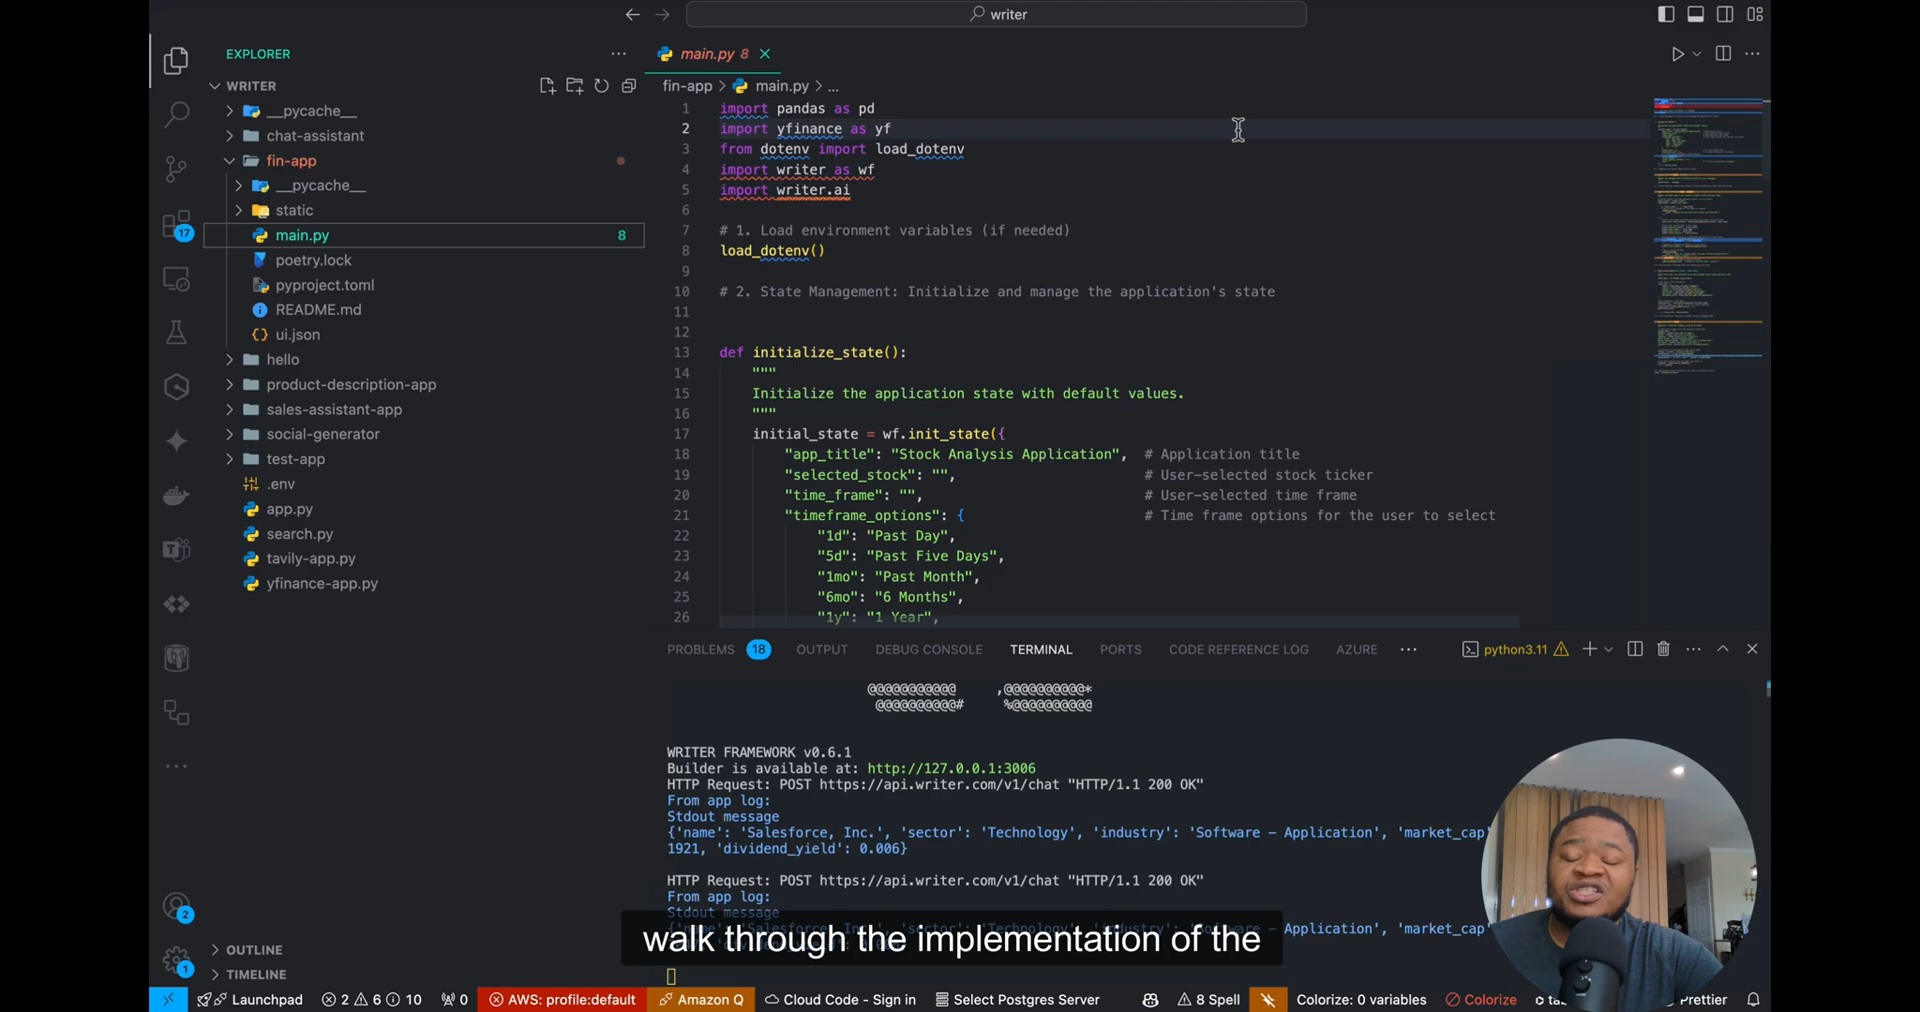 writer
EXPLORER
WRITER
__pycache__
chat-assistant
fin-app
__pycache__
static
main.py 8
poetry.lock
pyproject.toml
README.md
ui.json
hello
product-description-app
sales-assistant-app
social-generator
test-app
.env
app.py
search.py
tavily-app.py
yfinance-app.py
OUTLINE
TIMELINE
17
2
1
main.py 8
fin-app > main.py > ...
1 import pandas as pd
2 import yfinance as yf
3 from dotenv import load_dotenv
4 import writer as wf
5 import writer.ai
6
7 # 1. Load environment variables (if needed)
8 load_dotenv()
9
10 # 2. State Management: Initialize and manage the application's state
11
12
13 def initialize_state():
14 """
15 Initialize the application state with default values.
16 """
17 initial_state = wf.init_state({
18 "app_title": "Stock Analysis Application", # Application title
19 "selected_stock": "", # User-selected stock ticker
20 "time_frame": "", # User-selected time frame
21 "timeframe_options": { # Time frame options for the user to select
22 "1d": "Past Day",
23 "5d": "Past Five Days",
24 "1mo": "Past Month",
25 "6mo": "6 Months",
26 "1y": "1 Year",
PROBLEMS 18 OUTPUT DEBUG CONSOLE TERMINAL PORTS CODE REFERENCE LOG AZURE python3.11
@@@@@@@@@@@ ,@@@@@@@@@@*
@@@@@@@@@@# %@@@@@@@@@@
WRITER FRAMEWORK v0.6.1
Builder is available at: http://127.0.0.1:3006
HTTP Request: POST https://api.writer.com/v1/chat "HTTP/1.1 200 OK"
From app log:
Stdout message
{'name': 'Salesforce, Inc.', 'sector': 'Technology', 'industry': 'Software - Application', 'market_cap'
1921, 'dividend_yield': 0.006}
HTTP Request: POST https://api.writer.com/v1/chat "HTTP/1.1 200 OK"
From app log:
Stdout message
'Software - Application', 'market_cap'
walk through the implementation of the
Launchpad 2 6 10 0 AWS: profile:default Amazon Q Cloud Code - Sign in Select Postgres Server 8 Spell Colorize: 0 variables Colorize Prettier